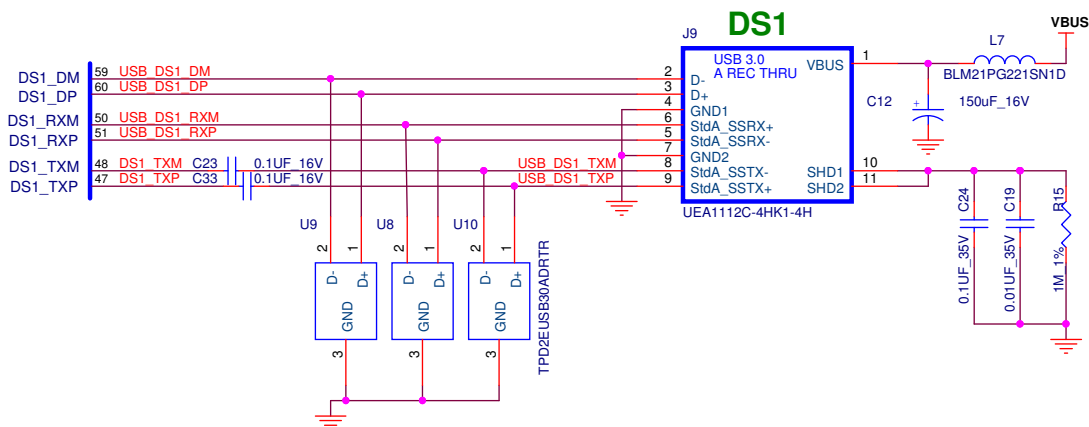 DS1
VBUS
J9
L7
USB 3.0
A REC THRU
VBUS
1
BLM21PG221SN1D
C12
150uF_16V
+
DS1_DM
59
USB_DS1_DM
2
D-
DS1_DP
60
USB_DS1_DP
3
D+
4
GND1
DS1_RXM
50
USB_DS1_RXM
6
StdA_SSRX+
DS1_RXP
51
USB_DS1_RXP
5
StdA_SSRX-
7
GND2
DS1_TXM
48
DS1_TXM
C23
0.1UF_16V
USB_DS1_TXM
8
StdA_SSTX-
SHD1
10
DS1_TXP
47
DS1_TXP
C33
0.1UF_16V
USB_DS1_TXP
9
StdA_SSTX+
SHD2
11
UEA1112C-4HK1-4H
C24
0.1UF_35V
C19
0.01UF_35V
R15
1M_1%
U9
2
1
D-
D+
GND
3
U8
2
1
D-
D+
GND
3
U10
2
1
D-
D+
GND
3
TPD2EUSB30ADRTR